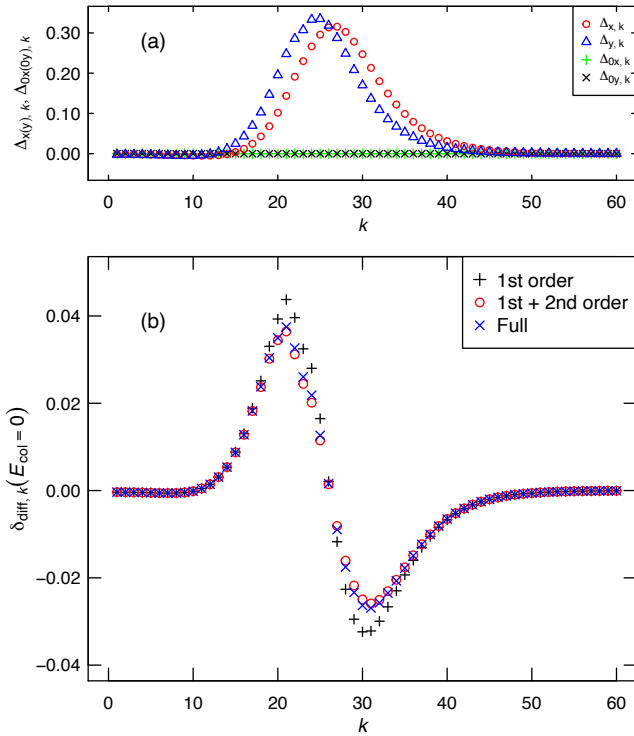 (a)
Δx(y), k, Δ0x(0y), k
0.00
0.10
0.20
0.30
Δx, k
Δy, k
Δ0x, k
Δ0y, k
0 10 20 30 40 50 60
k
(b)
1st order
1st + 2nd order
Full
δdiff, k(Ecol = 0)
0.04
0.02
0.00
−0.02
−0.04
0 10 20 30 40 50 60
k